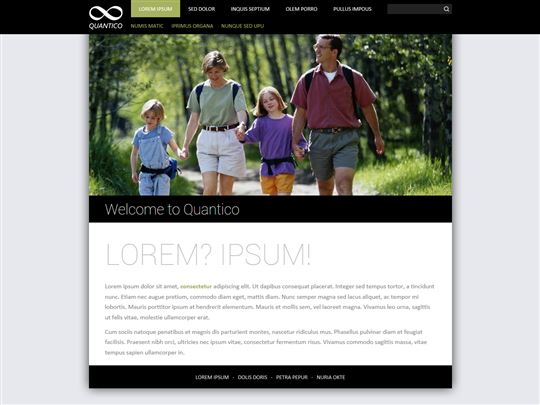 LOREM IPSUM SED DOLOR INQUIS SEPTIUM OLEM PORRO PULLUS IMPOUS
QUANTICO
NUMIS MATIC IPRIMUS ORGANA NUNQUE SED UPU
Welcome to Quantico
LOREM? IPSUM!
Lorem ipsum dolor sit amet, consectetur adipiscing elit. Ut dapibus consequat placerat. Integer sed tempus tortor, a tincidunt
nunc. Etiam nec augue pretium, commodo diam eget, mattis diam. Nunc semper magna sed lacus aliquet, ac tempor mi
lobortis. Mauris porttitor ipsum at hendrerit elementum. Mauris et mollis sem, vel laoreet magna. Vivamus leo urna, sagittis
ut felis vitae, molestie ullamcorper erat.
Cum sociis natoque penatibus et magnis dis parturient montes, nascetur ridiculus mus. Phasellus pulvinar diam et feugiat
facilisis. Praesent nibh orci, ultricies nec ipsum vitae, consectetur fermentum risus. Vivamus commodo sagittis massa, vitae
tempus sapien ullamcorper in.
LOREM IPSUM - DOLIS DORIS - PETRA PEPUR - NURIA OKTE